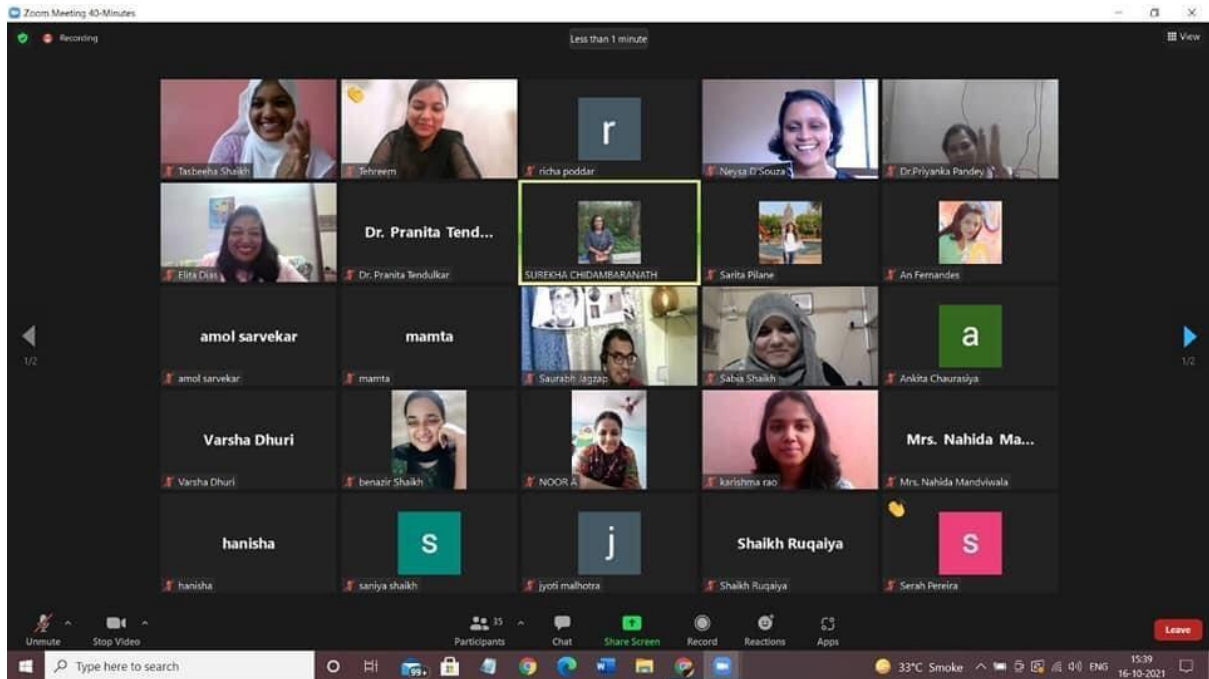 Zoom Meeting 40-Minutes
Recording
Less than 1 minute
View
Tasbeeha Shaikh
Tehreem
r
richa poddar
Neysa D Souza
Dr.Priyanka Pandey
Elita Dias
Dr. Pranita Tend...
Dr. Pranita Tendulkar
SUREKHA CHIDAMBARANATH
Sarita Pilane
An Fernandes
1/2
amol sarvekar
amol sarvekar
mamta
mamta
Saurabh Jagzap
Sabia Shaikh
a
Ankita Chaurasiya
1/2
Varsha Dhuri
Varsha Dhuri
benazir Shaikh
NOOR A
karishma rao
Mrs. Nahida Ma...
Mrs. Nahida Mandviwala
hanisha
hanisha
s
saniya shaikh
j
jyoti malhotra
Shaikh Ruqaiya
Shaikh Ruqaiya
s
Serah Pereira
Unmute
Stop Video
35
Participants
Chat
Share Screen
Record
Reactions
Apps
Leave
Type here to search
99+
33°C Smoke
ENG
15:39
16-10-2021